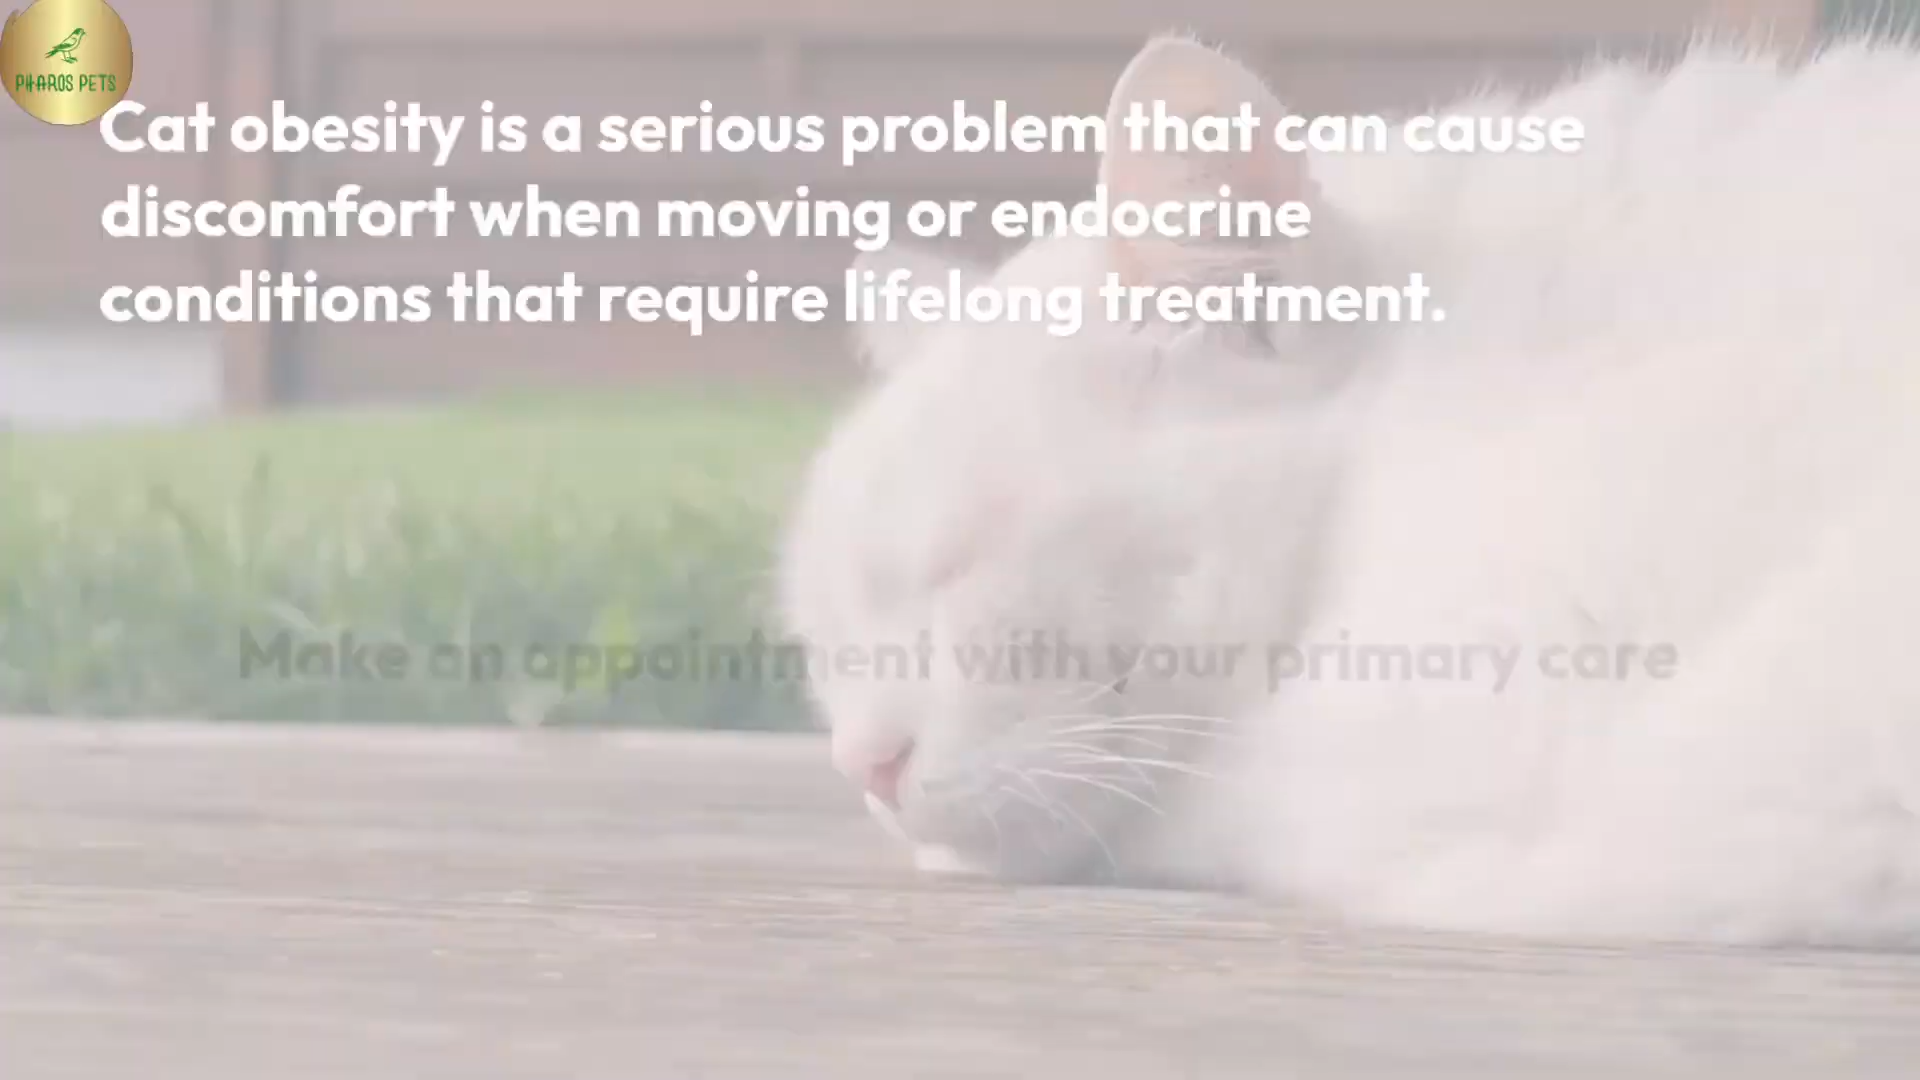 PHAROS PETS
Cat obesity is a serious problem that can cause
discomfort when moving or endocrine
conditions that require lifelong treatment.
Make an appointment with your primary care